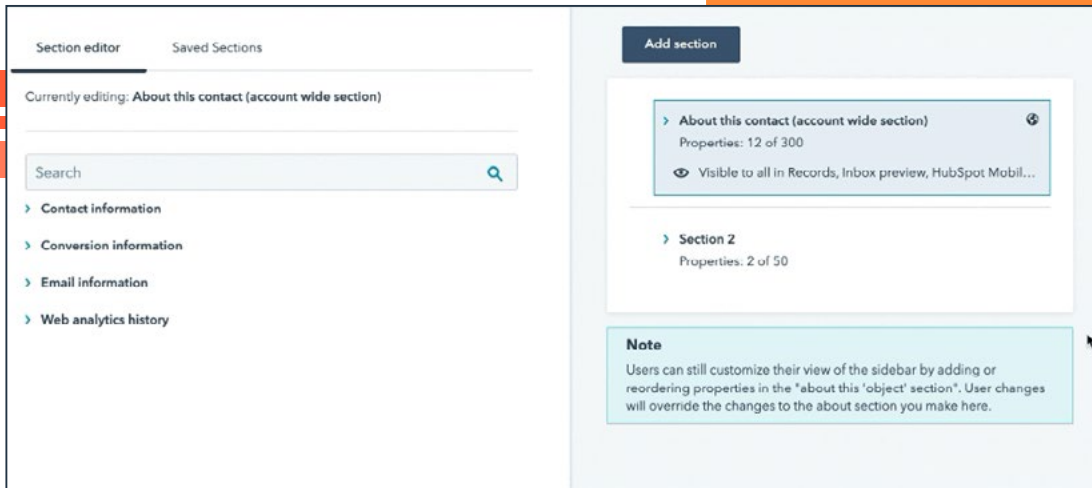 Section editor
Saved Sections
Currently editing: About this contact (account wide section)
Search
Contact information
Conversion information
Email information
Web analytics history
Add section
About this contact (account wide section)
Properties: 12 of 300
Visible to all in Records, Inbox preview, HubSpot Mobil...
Section 2
Properties: 2 of 50
Note
Users can still customize their view of the sidebar by adding or
reordering properties in the "about this 'object' section". User changes
will override the changes to the about section you make here.